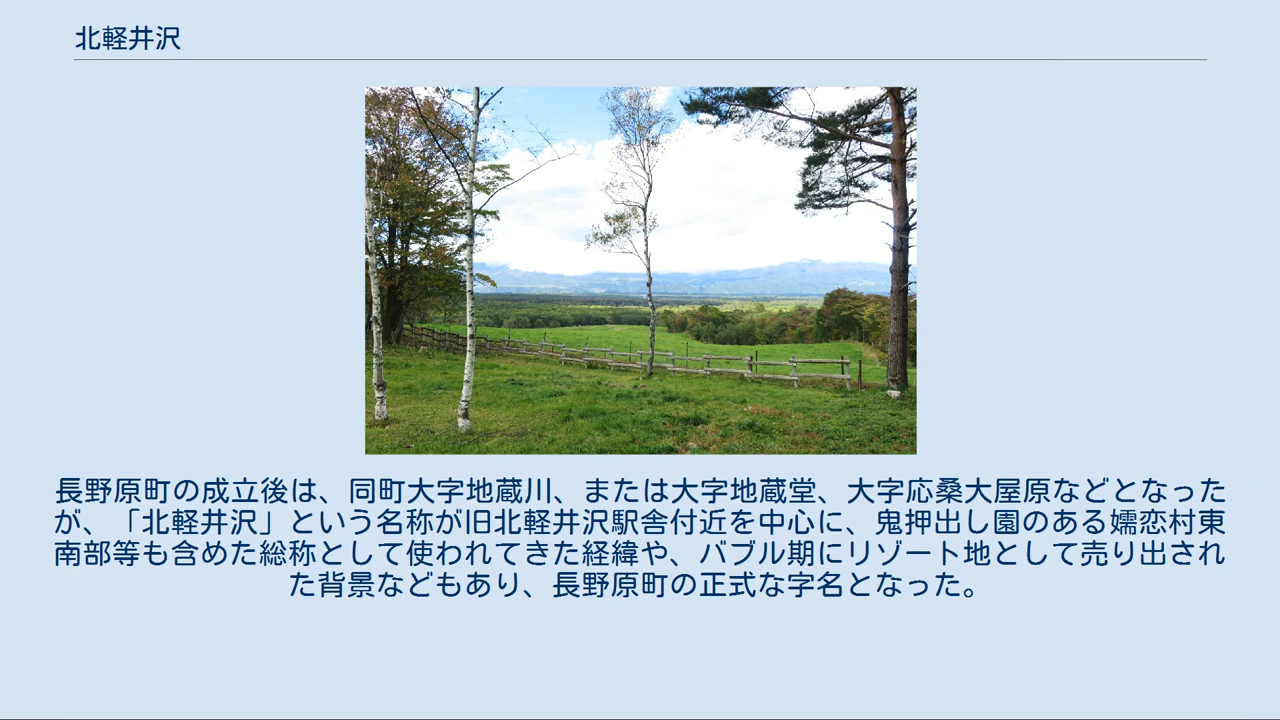 北軽井沢
長野原町の成立後は、同町大字地蔵川、または大字地蔵堂、大字応桑大屋原などとなった
が、「北軽井沢」という名称が旧北軽井沢駅舎付近を中心に、鬼押出し園のある嬬恋村東
南部等も含めた総称として使われてきた経緯や、バブル期にリゾート地として売り出され
た背景などもあり、長野原町の正式な字名となった。